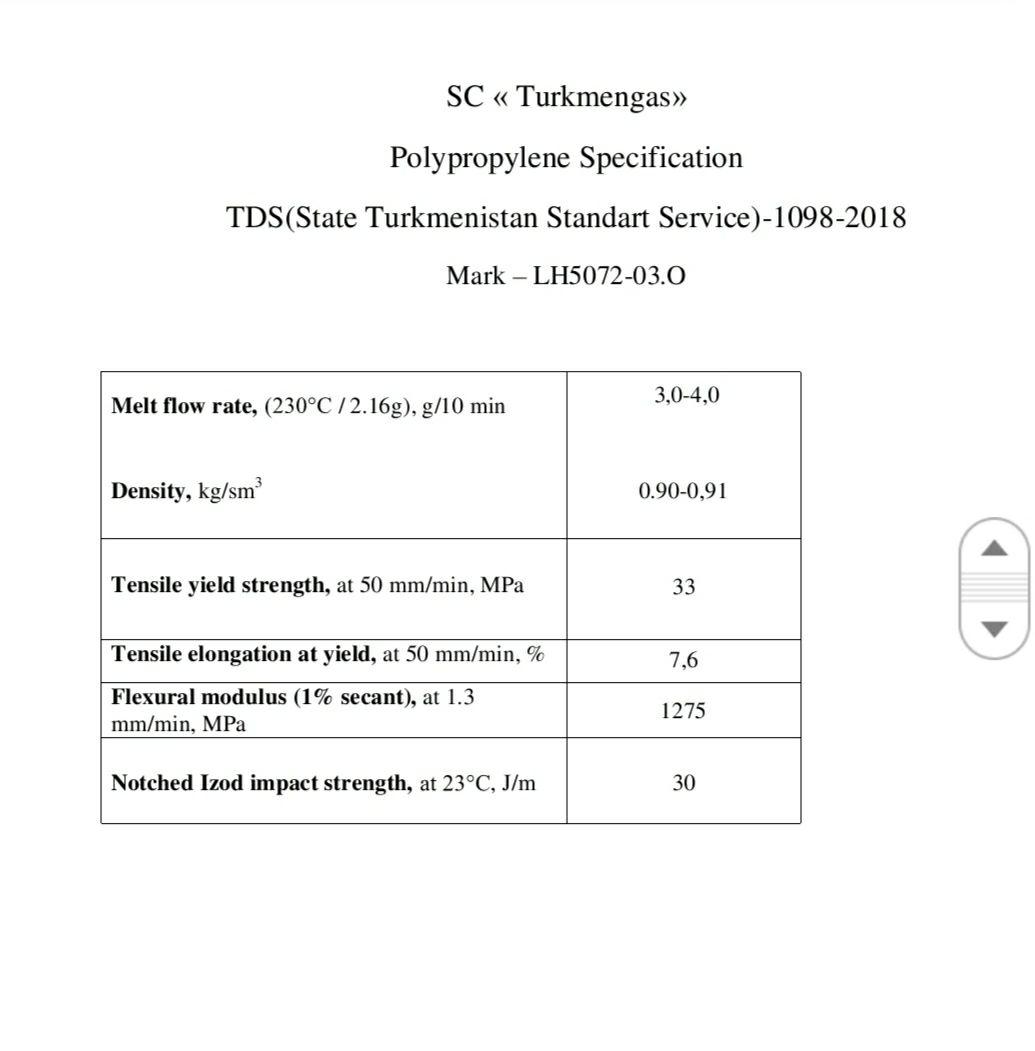 SC « Turkmengas»
Polypropylene Specification
TDS(State Turkmenistan Standart Service)-1098-2018
Mark – LH5072-03.O
Melt flow rate, (230°C / 2.16g), g/10 min
3,0-4,0
Density, kg/sm³
0.90-0,91
Tensile yield strength, at 50 mm/min, MPa
33
Tensile elongation at yield, at 50 mm/min, %
7,6
Flexural modulus (1% secant), at 1.3
mm/min, MPa
1275
Notched Izod impact strength, at 23°C, J/m
30